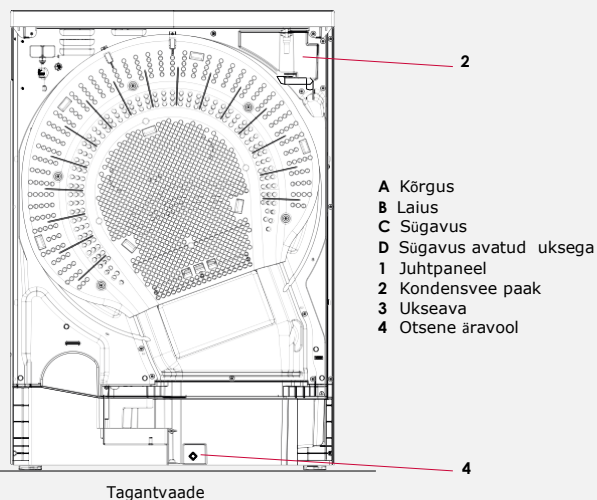 2
A Kõrgus
B Laius
C Sügavus
D Sügavus avatud uksega
1 Juhtpaneel
2 Kondensvee paak
3 Ukseava
4 Otsene äravool
4
Tagantvaade